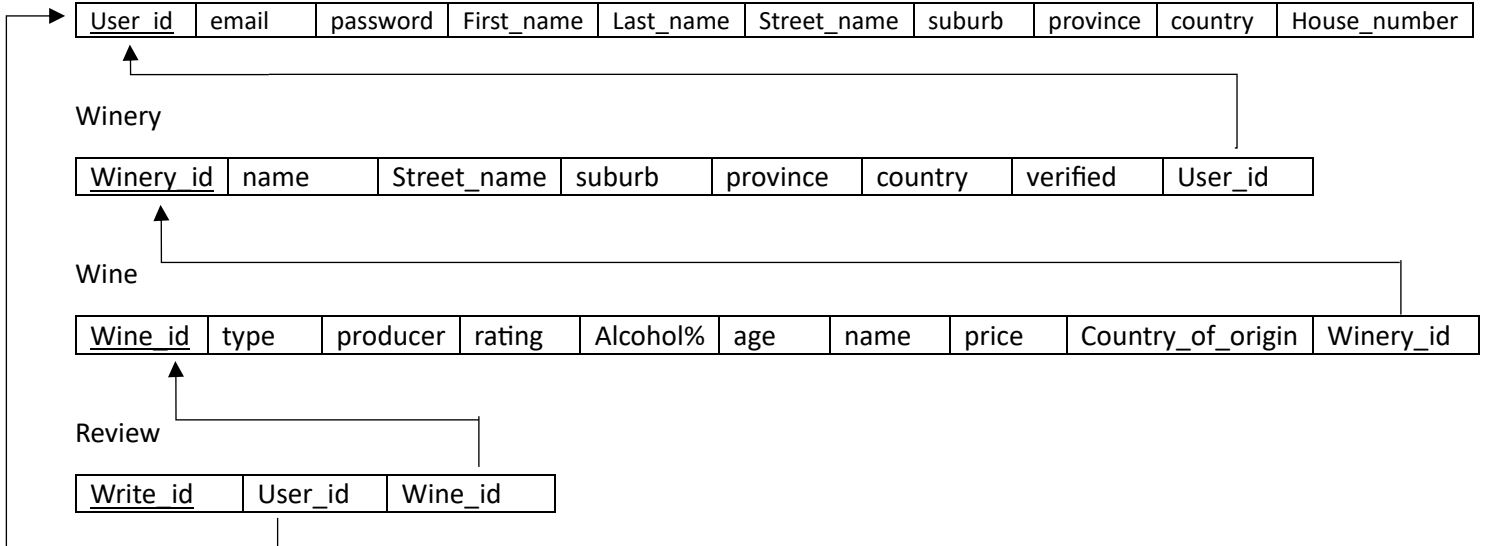 User_id email password First_name Last_name Street_name suburb province country House_number
Winery
Winery_id name Street_name suburb province country verified User_id
Wine
Wine_id type producer rating Alcohol% age name price Country_of_origin Winery_id
Review
Write_id User_id Wine_id